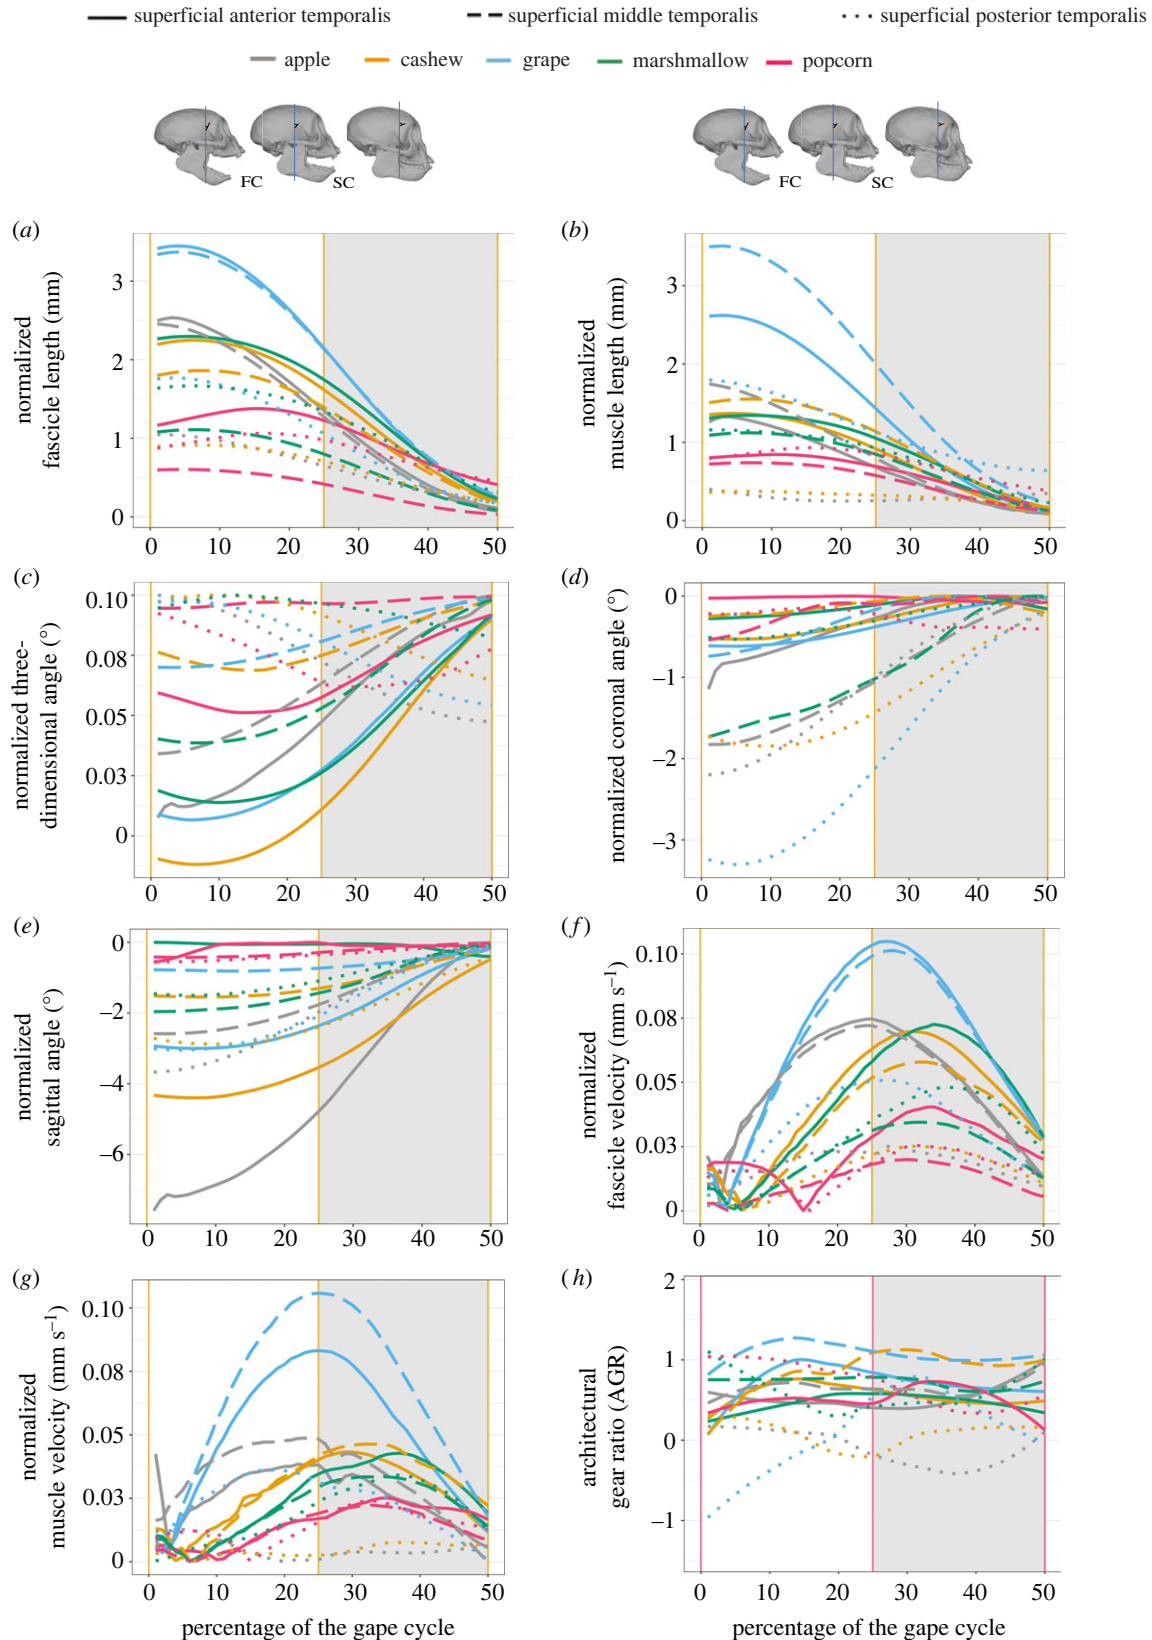 superficial anterior temporalis superficial middle temporalis superficial posterior temporalis
apple cashew grape marshmallow popcorn
FC SC FC SC
(a) (b)
normalized
fascicle length (mm)
3
2
1
0
0 10 20 30 40 50
normalized
muscle length (mm)
3
2
1
0
0 10 20 30 40 50
(c) (d)
normalized three-
dimensional angle (°)
0.10
0.08
0.05
0.03
0
0 10 20 30 40 50
normalized coronal angle (°)
0
−1
−2
−3
0 10 20 30 40 50
(e) (f)
normalized
sagittal angle (°)
0
−2
−4
−6
0 10 20 30 40 50
normalized
fascicle velocity (mm s−1)
0.10
0.08
0.05
0.03
0
0 10 20 30 40 50
(g) (h)
normalized
muscle velocity (mm s−1)
0.10
0.08
0.05
0.03
0
0 10 20 30 40 50
percentage of the gape cycle
architectural
gear ratio (AGR)
2
1
0
−1
0 10 20 30 40 50
percentage of the gape cycle